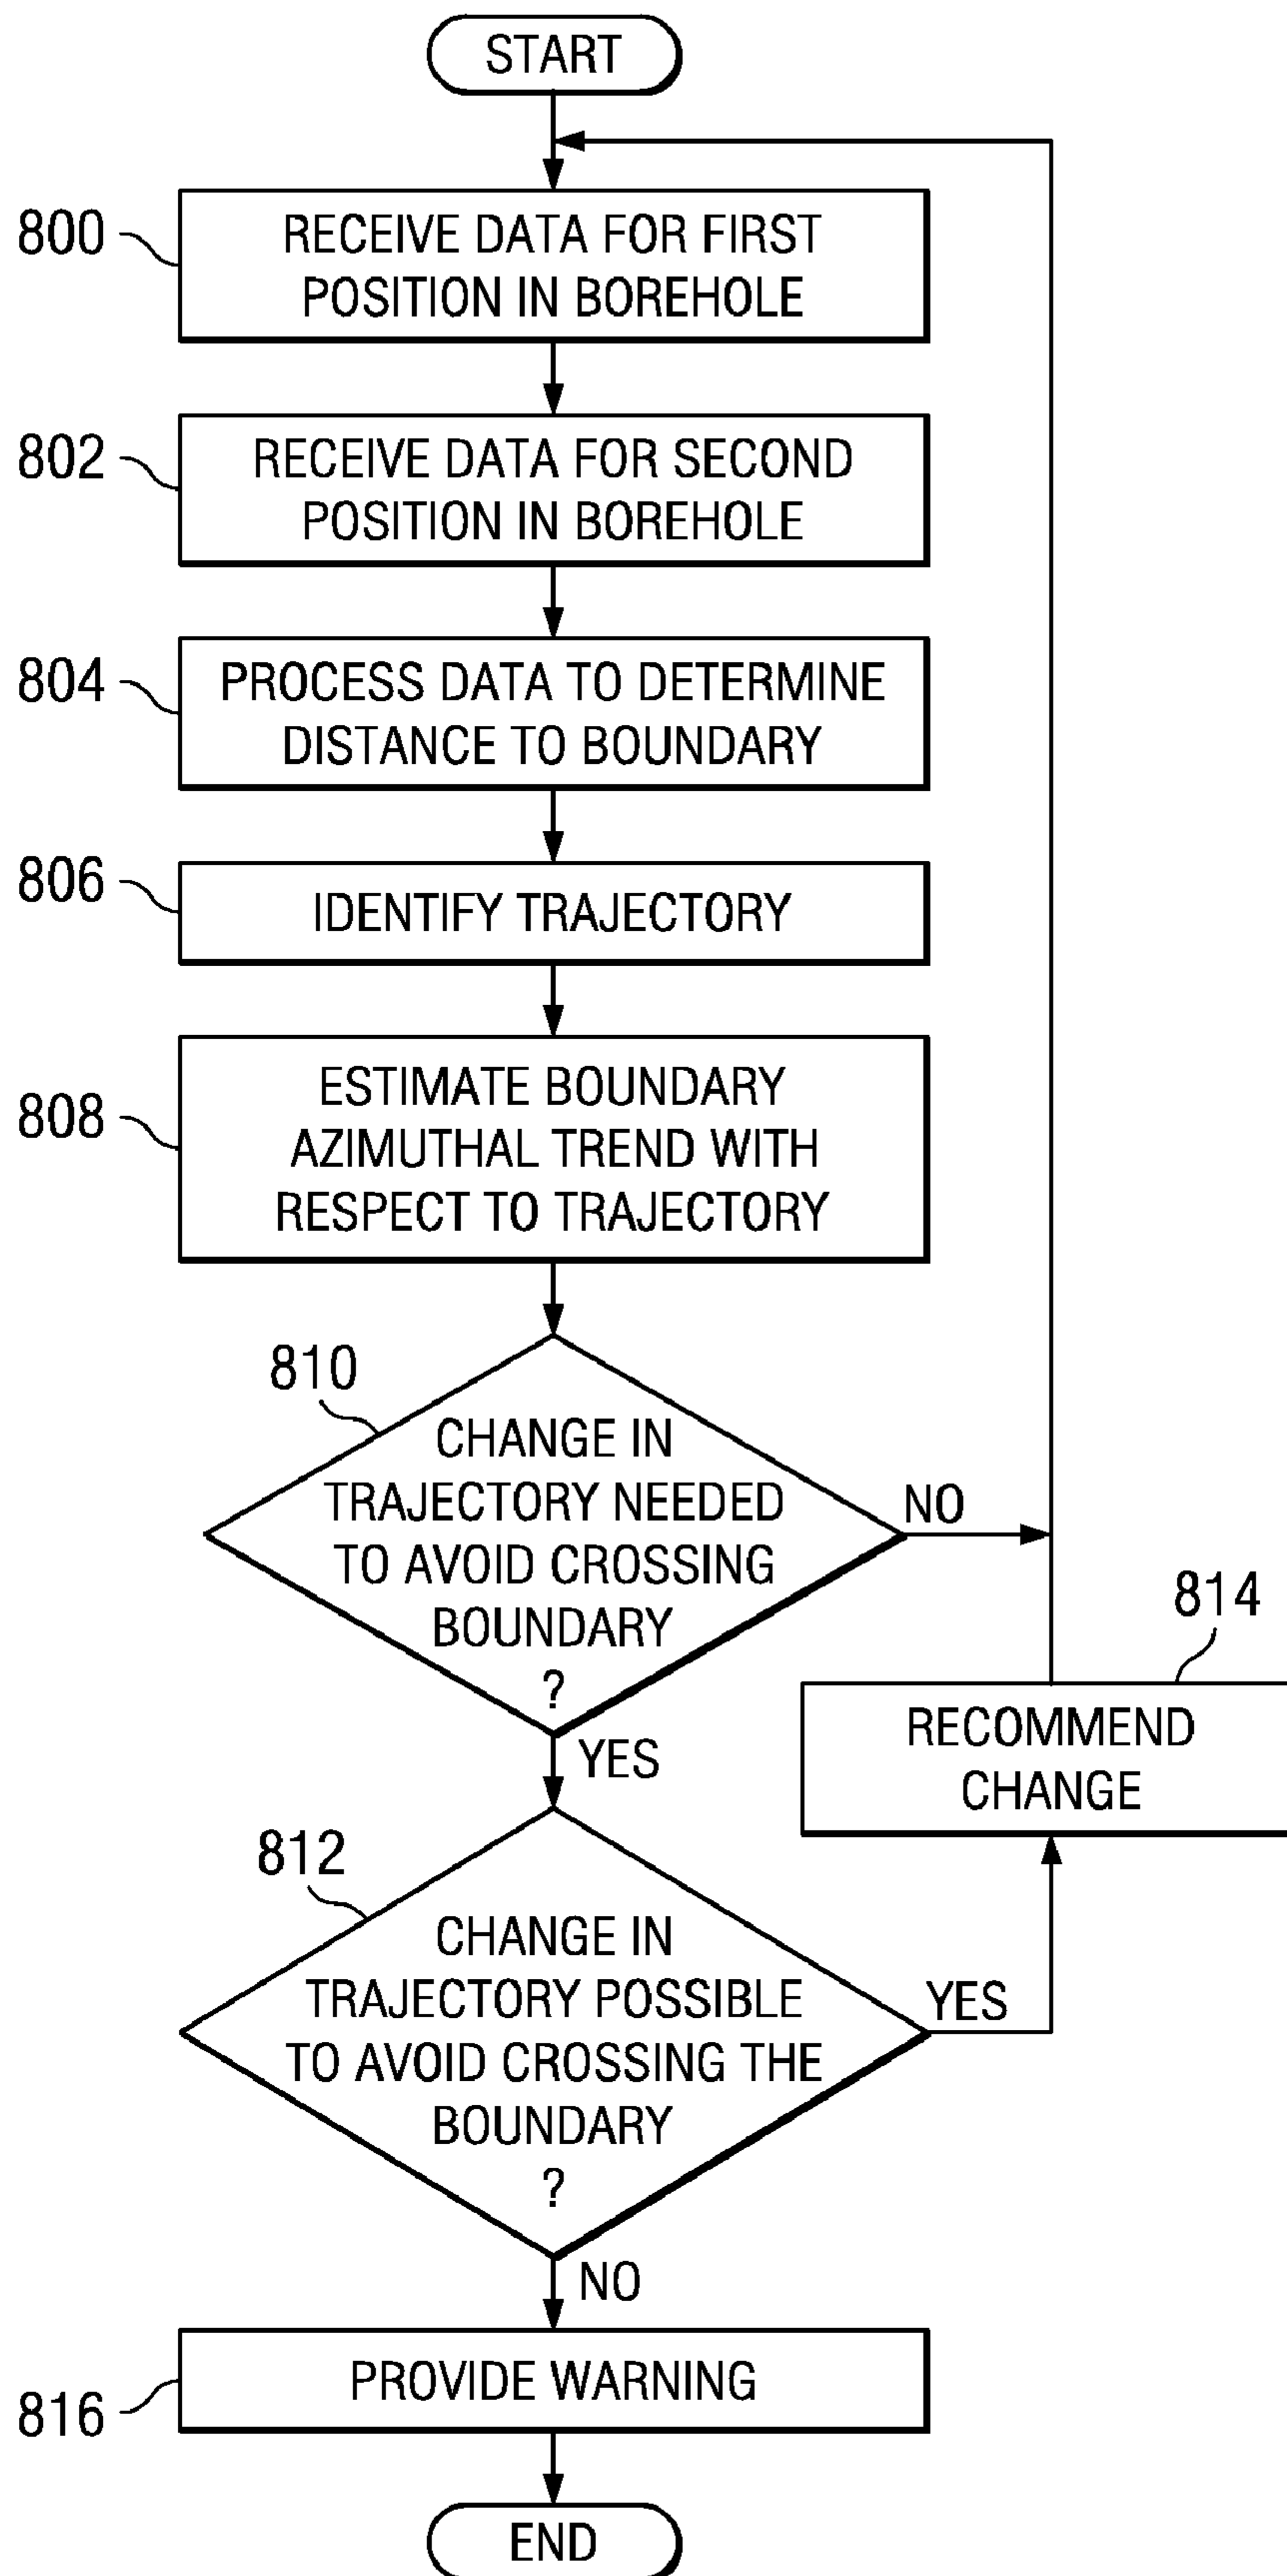 START
800
RECEIVE DATA FOR FIRST
POSITION IN BOREHOLE
802
RECEIVE DATA FOR SECOND
POSITION IN BOREHOLE
804
PROCESS DATA TO DETERMINE
DISTANCE TO BOUNDARY
806
IDENTIFY TRAJECTORY
808
ESTIMATE BOUNDARY
AZIMUTHAL TREND WITH
RESPECT TO TRAJECTORY
810
CHANGE IN
TRAJECTORY NEEDED
TO AVOID CROSSING
BOUNDARY
?
NO
YES
814
RECOMMEND
CHANGE
812
CHANGE IN
TRAJECTORY POSSIBLE
TO AVOID CROSSING THE
BOUNDARY
?
YES
NO
816
PROVIDE WARNING
END